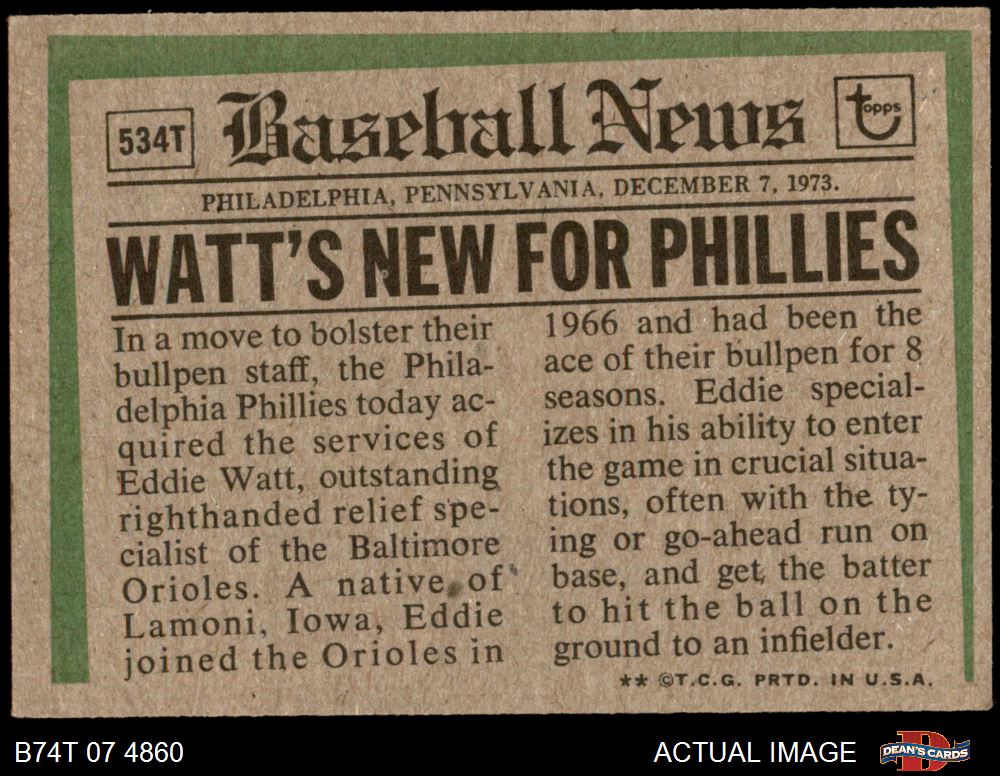 534T
Baseball News
topps
PHILADELPHIA, PENNSYLVANIA, DECEMBER 7, 1973.
WATT'S NEW FOR PHILLIES
In a move to bolster their
bullpen staff, the Phila-
delphia Phillies today ac-
quired the services of
Eddie Watt, outstanding
righthanded relief spe-
cialist of the Baltimore
Orioles. A native of
Lamoni, Iowa, Eddie
joined the Orioles in
1966 and had been the
ace of their bullpen for 8
seasons. Eddie special-
izes in his ability to enter
the game in crucial situa-
tions, often with the ty-
ing or go-ahead run on
base, and get the batter
to hit the ball on the
ground to an infielder.
** ©T.C.G. PRTD. IN U.S.A.
B74T 07 4860
ACTUAL IMAGE
DEAN'S CARDS